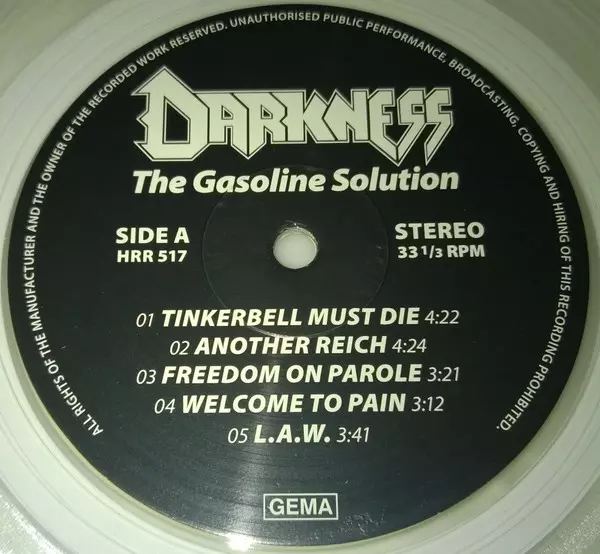 ALL RIGHTS OF THE MANUFACTURER AND THE OWNER OF THE RECORDED WORK RESERVED. UNAUTHORISED PUBLIC PERFORMANCE, BROADCASTING, COPYING AND HIRING OF THIS RECORDING PROHIBITED.
DARKNESS
The Gasoline Solution
SIDE A
HRR 517
STEREO
33 1/3 RPM
01 TINKERBELL MUST DIE 4:22
02 ANOTHER REICH 4:24
03 FREEDOM ON PAROLE 3:21
04 WELCOME TO PAIN 3:12
05 L.A.W. 3:41
GEMA